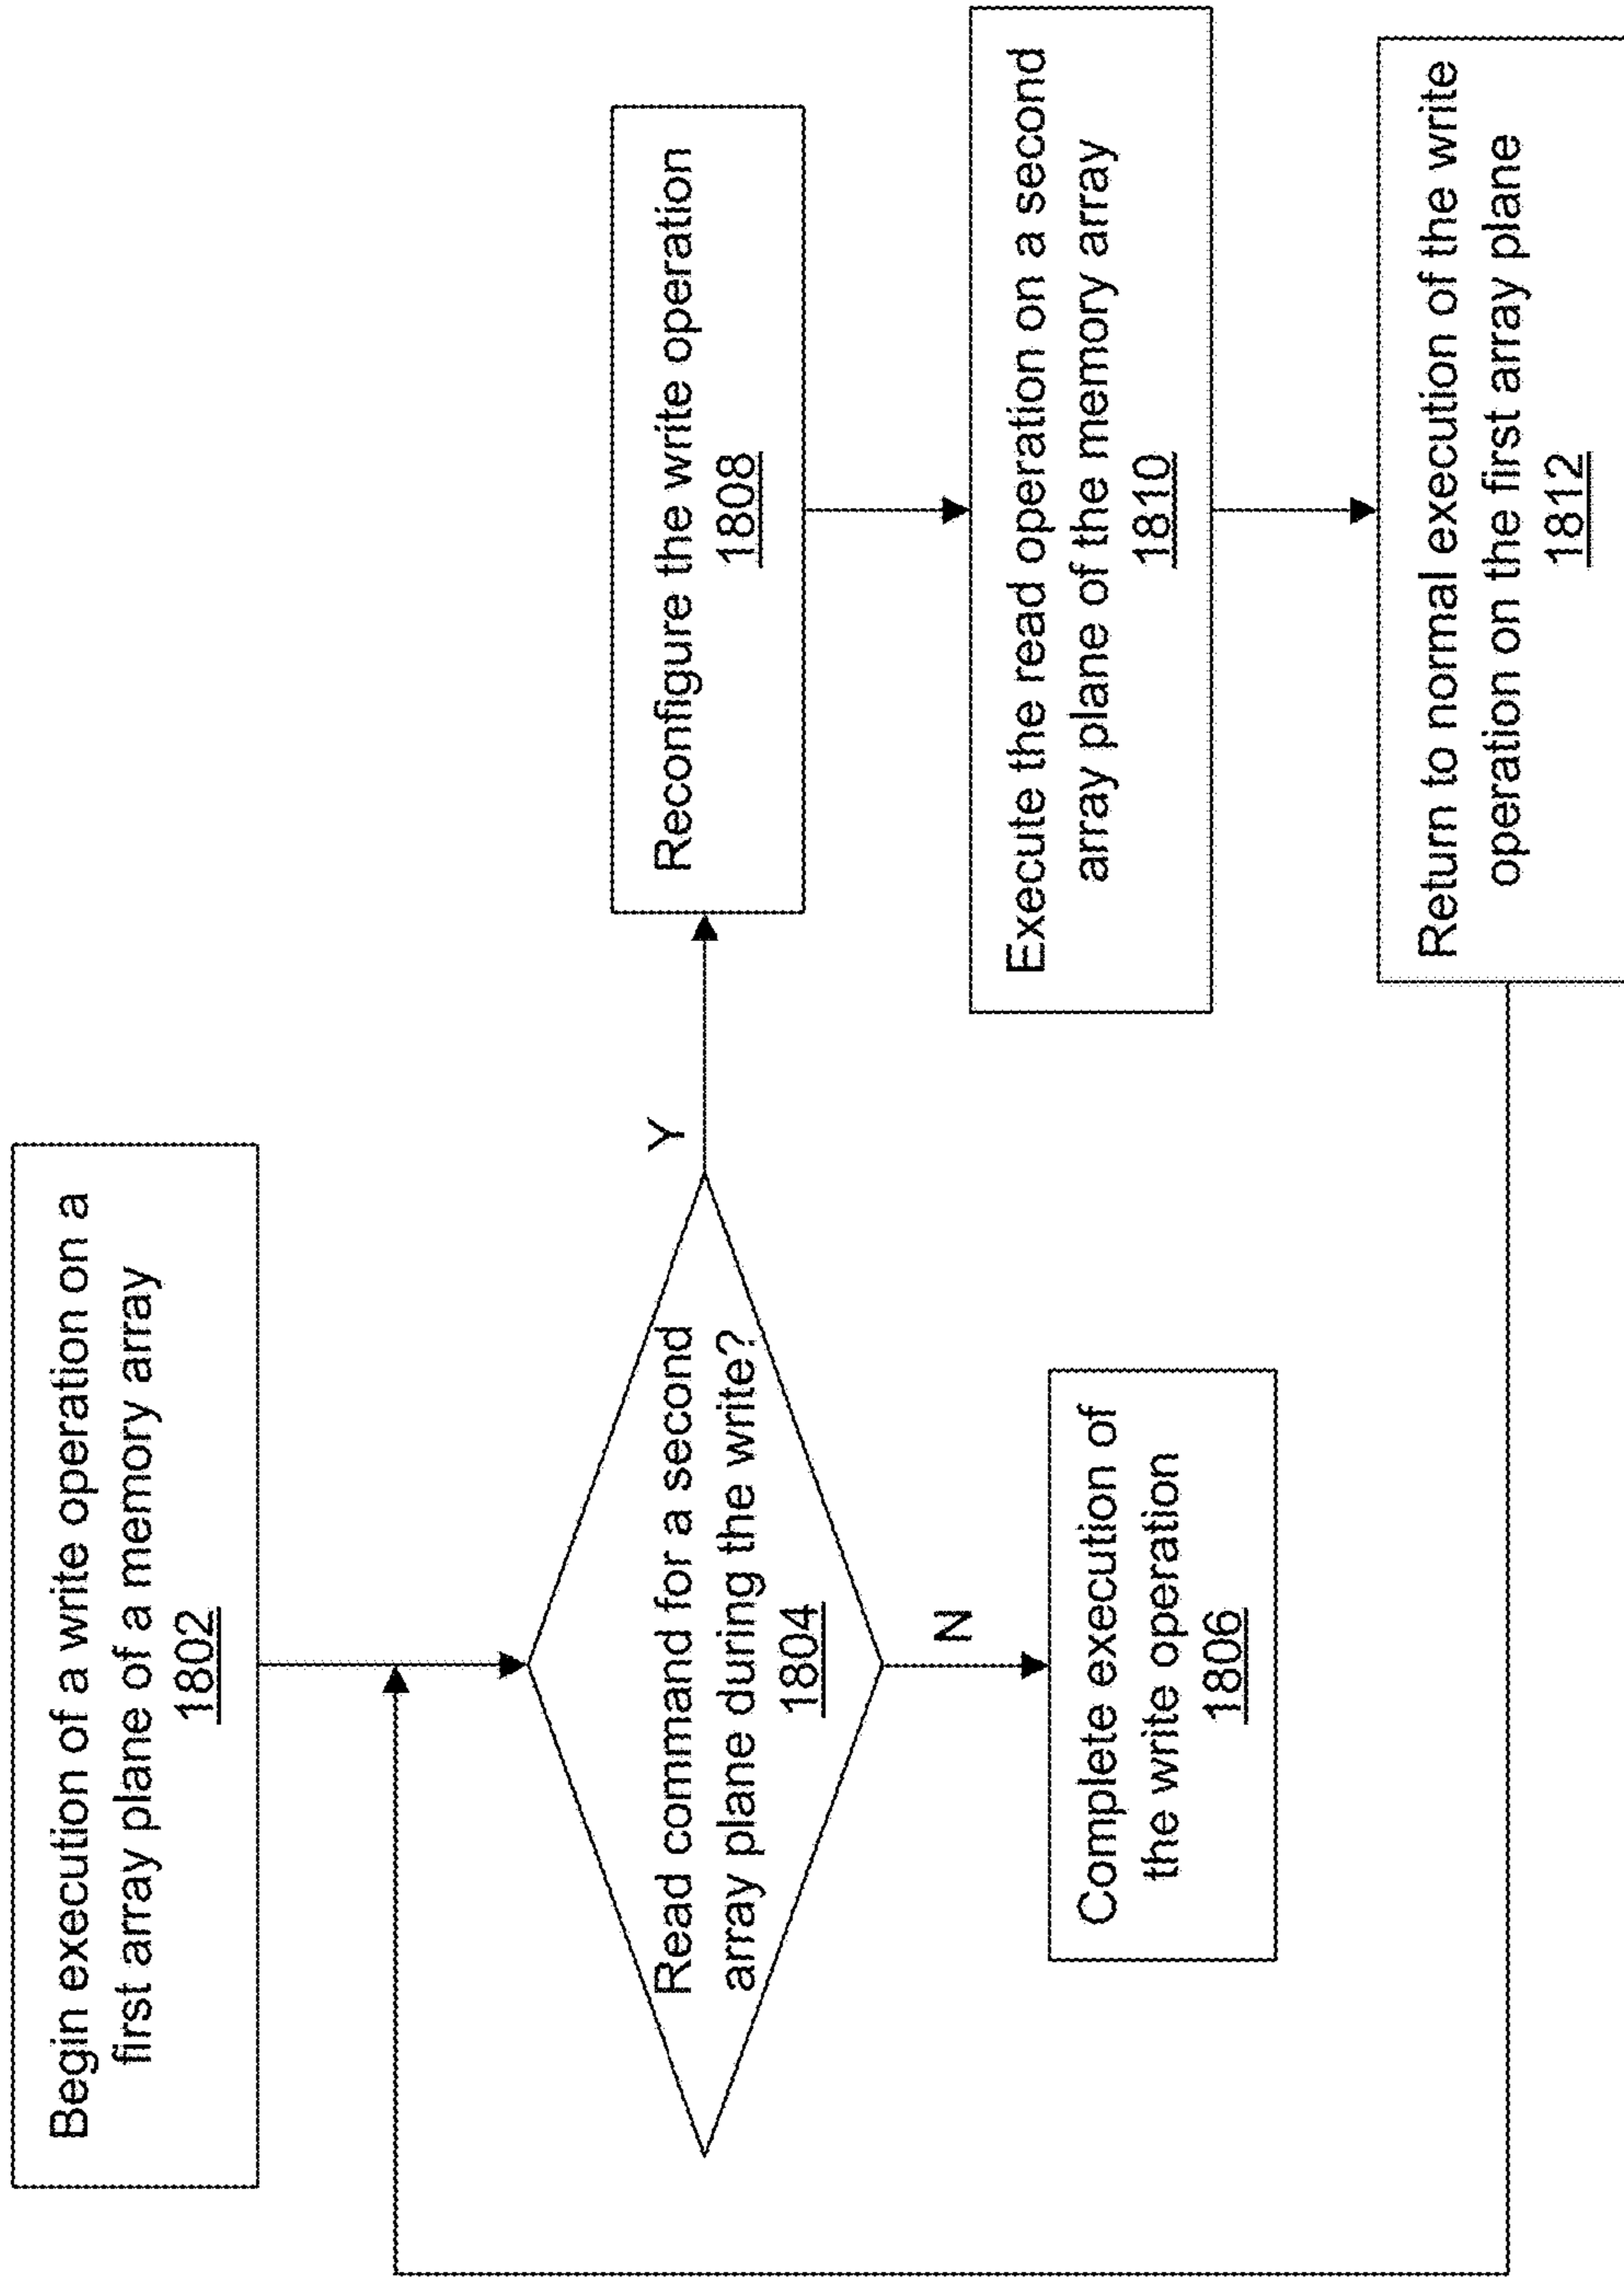 Begin execution of a write operation on a
first array plane of a memory array
1802
Read command for a second
array plane during the write?
1804
Y
N
Complete execution of
the write operation
1806
Reconfigure the write operation
1808
Execute the read operation on a second
array plane of the memory array
1810
Return to normal execution of the write
operation on the first array plane
1812